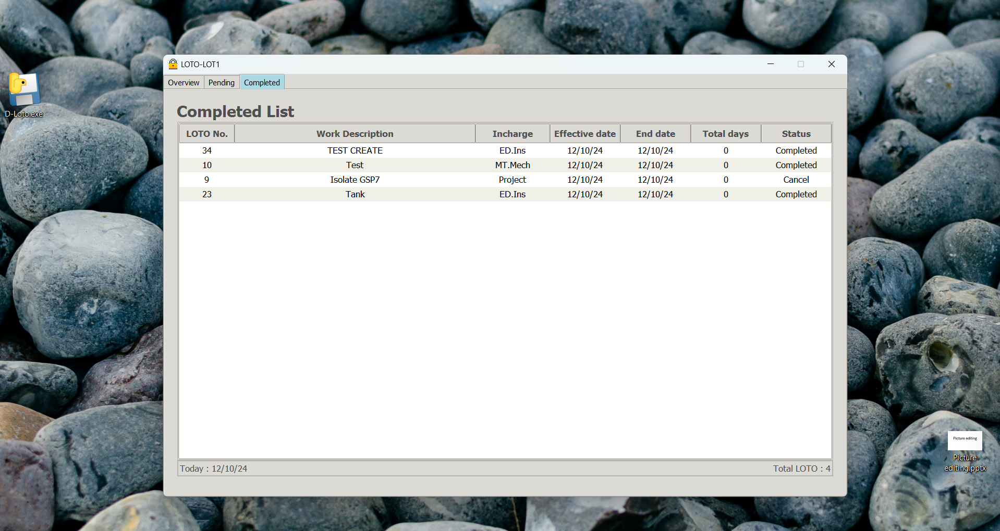 LOTO-LOT1
Overview Pending Completed
D-Loto.exe
Completed List
LOTO No. Work Description Incharge Effective date End date Total days Status
34 TEST CREATE ED.Ins 12/10/24 12/10/24 0 Completed
10 Test MT.Mech 12/10/24 12/10/24 0 Completed
9 Isolate GSP7 Project 12/10/24 12/10/24 0 Cancel
23 Tank ED.Ins 12/10/24 12/10/24 0 Completed
Picture editing
Picture
editing.pptx
Today : 12/10/24 Total LOTO : 4